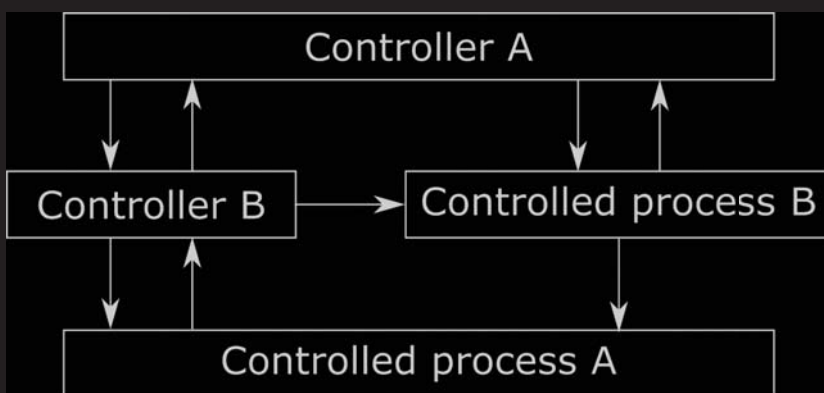 Controller A
Controller B
Controlled process B
Controlled process A